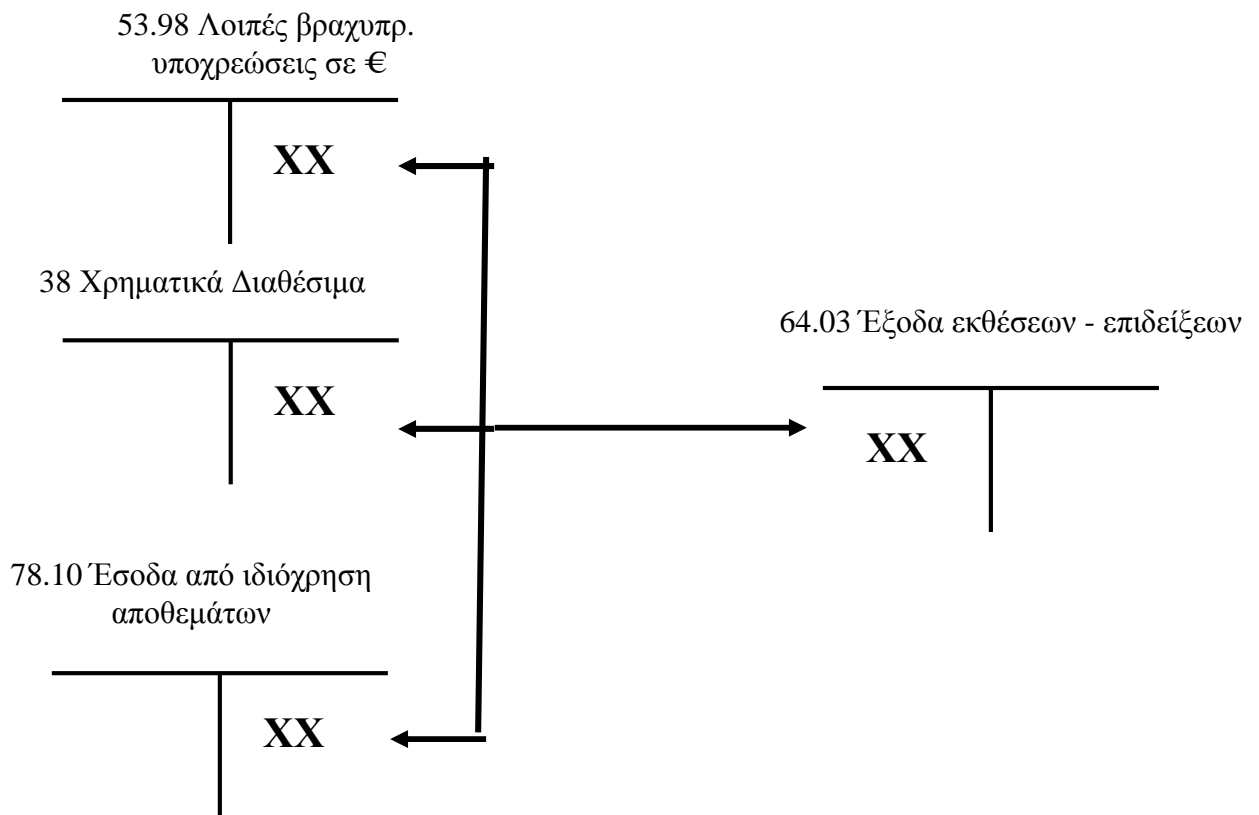 53.98 Λοιπές βραχυπρ.
υποχρεώσεις σε €
XX
38 Χρηματικά Διαθέσιμα
XX
64.03 Έξοδα εκθέσεων - επιδείξεων
XX
78.10 Έσοδα από ιδιόχρηση
αποθεμάτων
XX